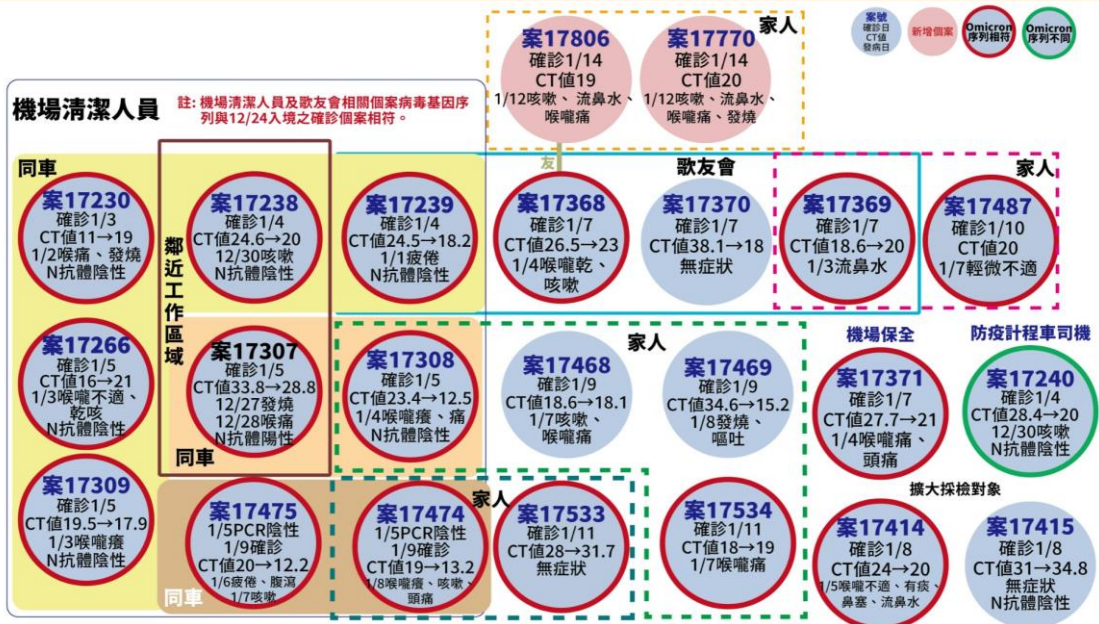 案號
確診日
CT值
發病日
新增個案
Omicron
序列相符
Omicron
序列不同
家人
案17806
確診1/14
CT值19
1/12咳嗽、流鼻水、
喉嚨痛
案17770
確診1/14
CT值20
1/12咳嗽、流鼻水、
喉嚨痛、發燒
機場清潔人員
註: 機場清潔人員及歌友會相關個案病毒基因序
列與12/24入境之確診個案相符。
同車
案17230
確診1/3
CT值11→19
1/2喉痛、發燒
N抗體陰性
鄰近工作區域
案17238
確診1/4
CT值24.6→20
12/30咳嗽
N抗體陰性
案17239
確診1/4
CT值24.5→18.2
1/1疲倦
N抗體陰性
友
歌友會
案17368
確診1/7
CT值26.5→23
1/4喉嚨乾、
咳嗽
案17370
確診1/7
CT值38.1→18
無症狀
案17369
確診1/7
CT值18.6→20
1/3流鼻水
家人
案17487
確診1/10
CT值20
1/7輕微不適
案17266
確診1/5
CT值16→21
1/3喉嚨不適、
乾咳
N抗體陰性
案17307
確診1/5
CT值33.8→28.8
12/27發燒
12/28喉痛
N抗體陽性
同車
案17308
確診1/5
CT值23.4→12.5
1/4喉嚨癢、痛
N抗體陰性
家人
案17468
確診1/9
CT值18.6→18.1
1/7咳嗽、
喉嚨痛
案17469
確診1/9
CT值34.6→15.2
1/8發燒、
嘔吐
機場保全
案17371
確診1/7
CT值27.7→21
1/4喉嚨痛、
頭痛
防疫計程車司機
案17240
確診1/4
CT值28.4→20
12/30咳嗽
N抗體陰性
案17309
確診1/5
CT值19.5→17.9
1/3喉嚨癢
N抗體陰性
同車
案17475
1/5PCR陰性
1/9確診
CT值20→12.2
1/6疲倦、腹瀉
1/7咳嗽
案17474
1/5PCR陰性
1/9確診
CT值19→13.2
1/8喉嚨癢、咳嗽、
頭痛
家人
案17533
確診1/11
CT值28→31.7
無症狀
案17534
確診1/11
CT值18→19
1/7喉嚨痛
擴大採檢對象
案17414
確診1/8
CT值24→20
1/5喉嚨不適、有痰、
鼻塞、流鼻水
案17415
確診1/8
CT值31→34.8
無症狀
N抗體陰性